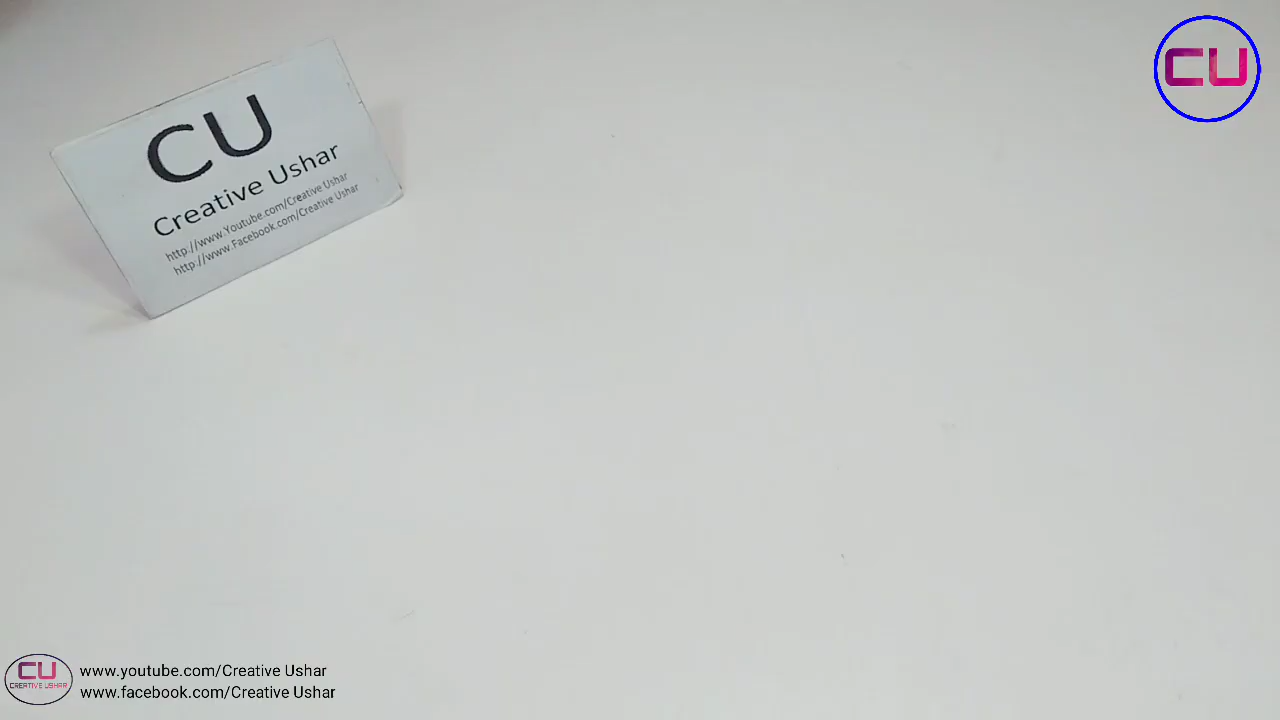 CU
CU
Creative Ushar
http://www.Youtube.com/Creative Ushar
http://www.Facebook.com/Creative Ushar
CU
CREATIVE USHAR
www.youtube.com/Creative Ushar
www.facebook.com/Creative Ushar